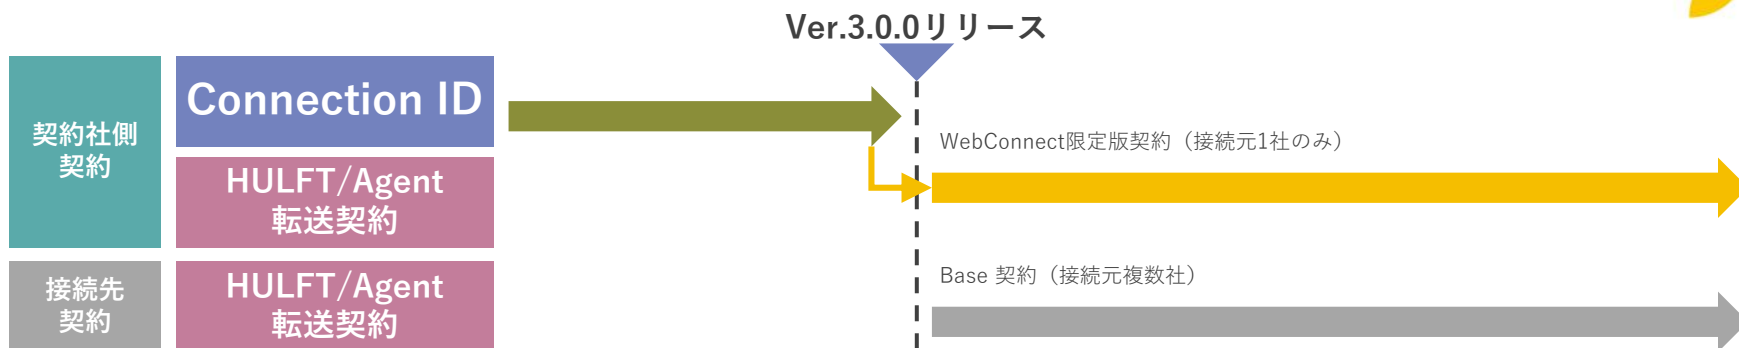 Ver.3.0.0リリース
契約社側
契約
Connection ID
HULFT/Agent
転送契約
WebConnect限定版契約（接続元1社のみ）
接続先
契約
HULFT/Agent
転送契約
Base 契約（接続元複数社）